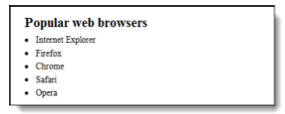 Popular web browsers
• Internet Explorer
• Firefox
• Chrome
• Safari
• Opera